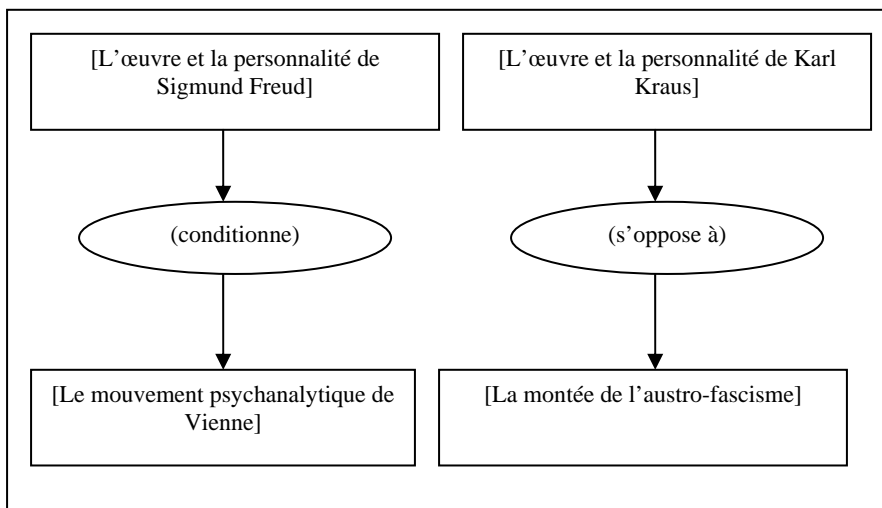 [L’œuvre et la personnalité de
Sigmund Freud]
[L’œuvre et la personnalité de Karl
Kraus]
(conditionne)
(s’oppose à)
[Le mouvement psychanalytique de
Vienne]
[La montée de l’austro-fascisme]